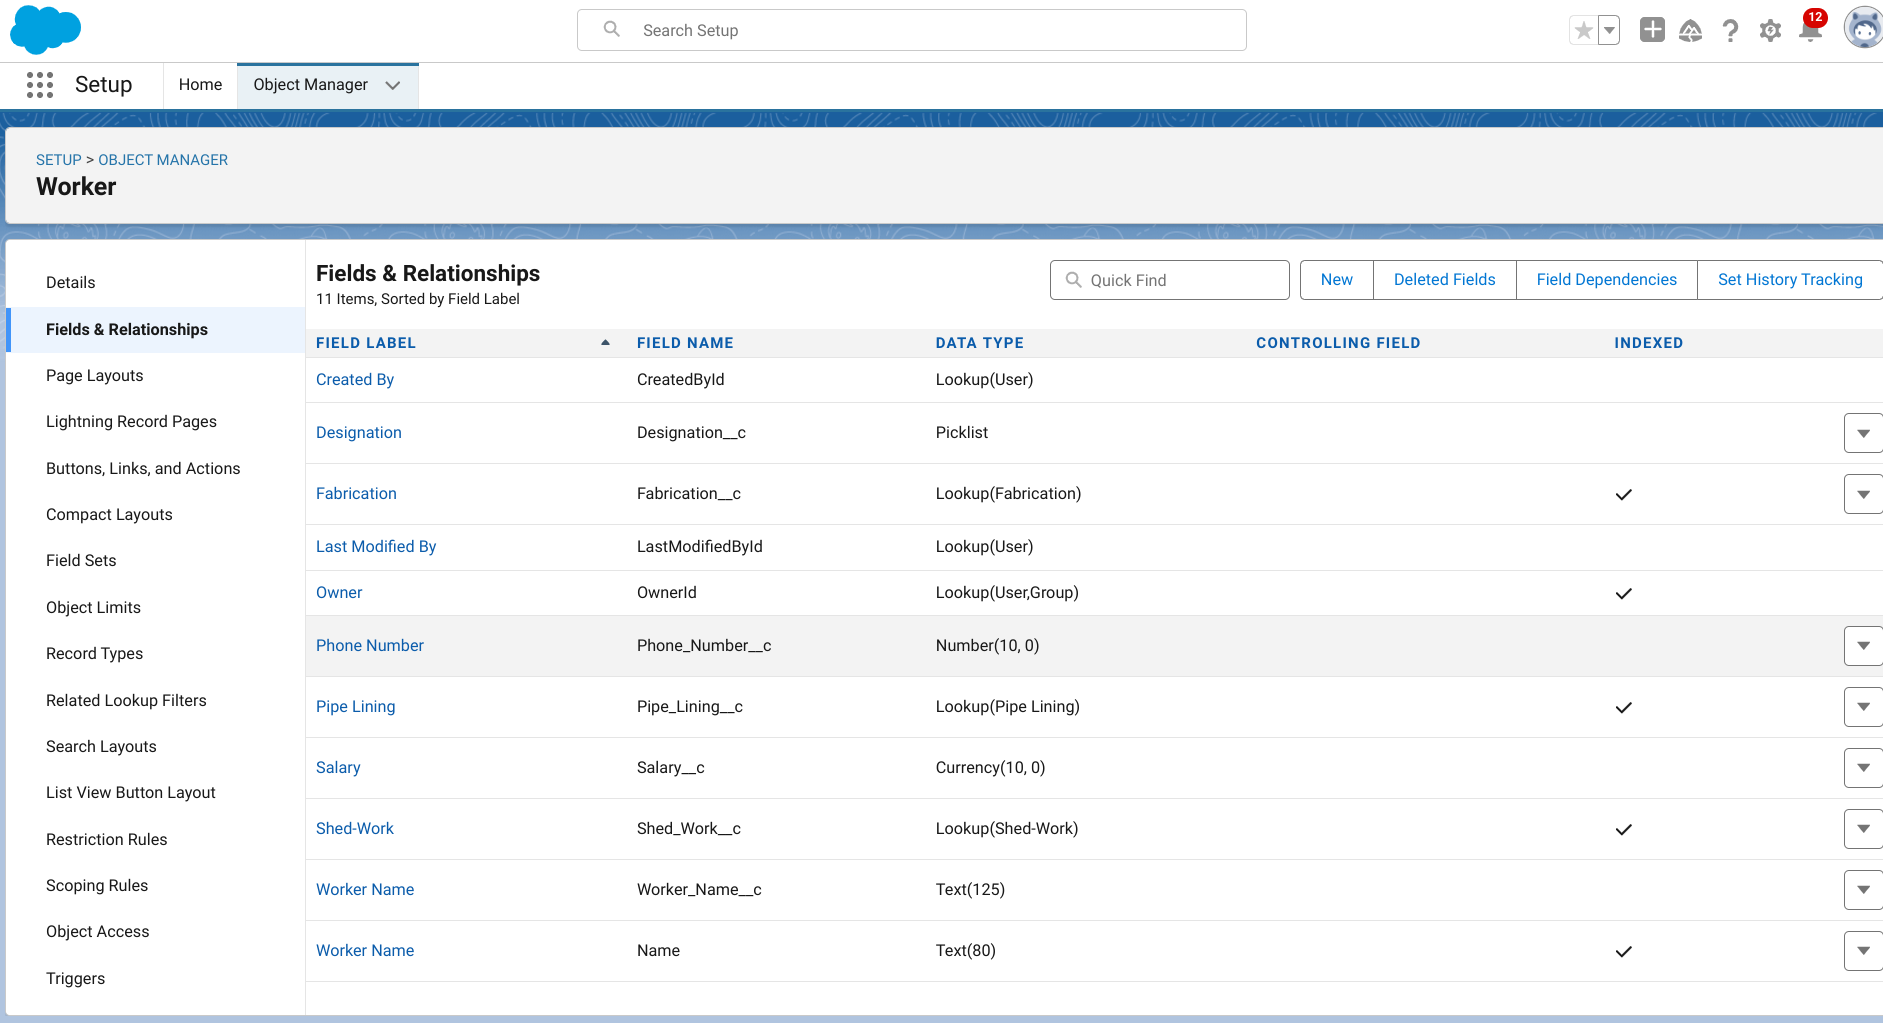 Search Setup
12
Setup
Home
Object Manager
SETUP > OBJECT MANAGER
Worker
Details
Fields & Relationships
Page Layouts
Lightning Record Pages
Buttons, Links, and Actions
Compact Layouts
Field Sets
Object Limits
Record Types
Related Lookup Filters
Search Layouts
List View Button Layout
Restriction Rules
Scoping Rules
Object Access
Triggers
Fields & Relationships
11 Items, Sorted by Field Label
Quick Find
New
Deleted Fields
Field Dependencies
Set History Tracking
FIELD LABEL FIELD NAME DATA TYPE CONTROLLING FIELD INDEXED
Created By CreatedById Lookup(User)
Designation Designation__c Picklist
Fabrication Fabrication__c Lookup(Fabrication)
Last Modified By LastModifiedById Lookup(User)
Owner OwnerId Lookup(User,Group)
Phone Number Phone_Number__c Number(10, 0)
Pipe Lining Pipe_Lining__c Lookup(Pipe Lining)
Salary Salary__c Currency(10, 0)
Shed-Work Shed_Work__c Lookup(Shed-Work)
Worker Name Worker_Name__c Text(125)
Worker Name Name Text(80)